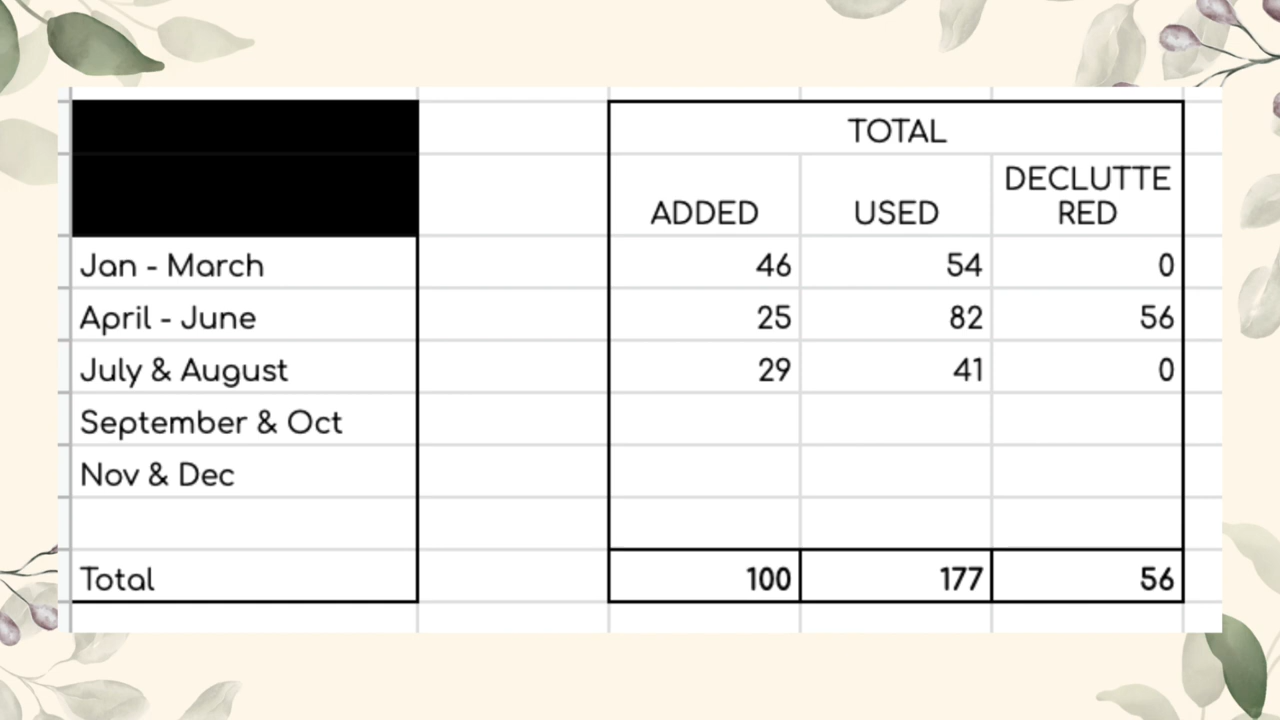 TOTAL
ADDED USED DECLUTTE
RED
Jan - March 46 54 0
April - June 25 82 56
July & August 29 41 0
September & Oct
Nov & Dec
Total 100 177 56